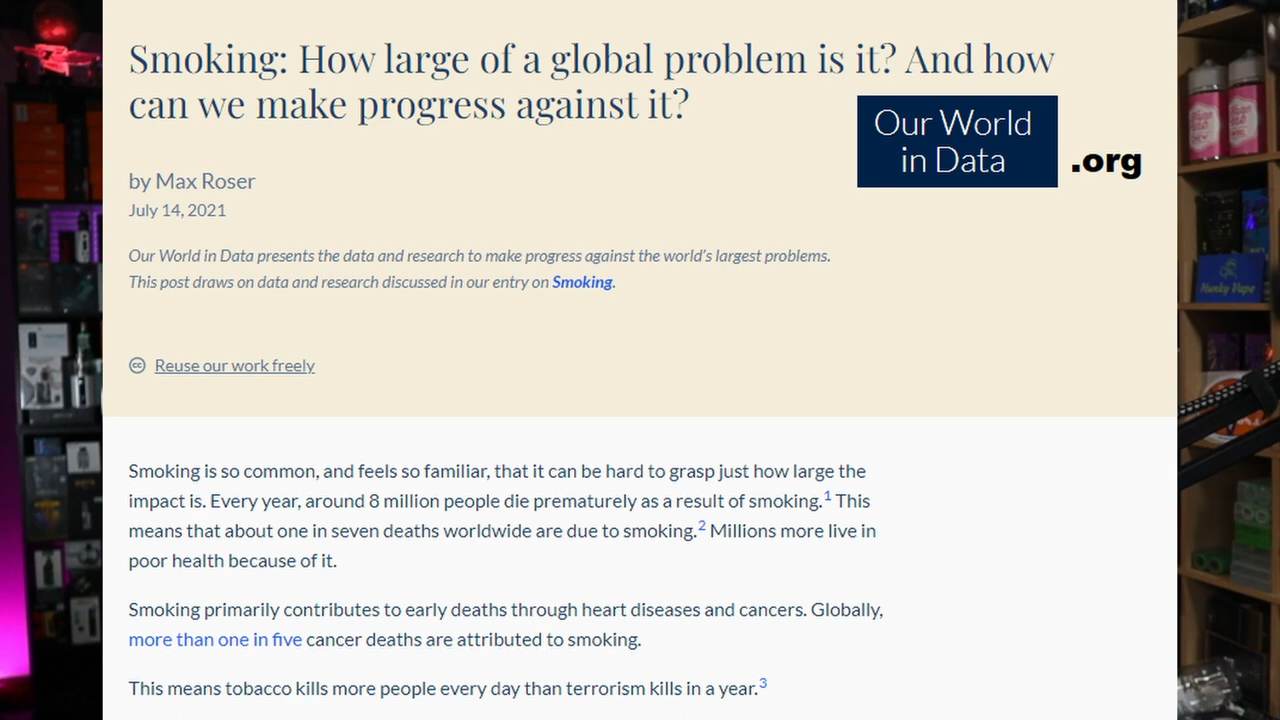 Smoking: How large of a global problem is it? And how
can we make progress against it?
Our World
in Data
.org
by Max Roser
July 14, 2021
Our World in Data presents the data and research to make progress against the world's largest problems.
This post draws on data and research discussed in our entry on Smoking.
Hunky Vape
cc Reuse our work freely
Smoking is so common, and feels so familiar, that it can be hard to grasp just how large the
impact is. Every year, around 8 million people die prematurely as a result of smoking.1 This
means that about one in seven deaths worldwide are due to smoking.2 Millions more live in
poor health because of it.
Smoking primarily contributes to early deaths through heart diseases and cancers. Globally,
more than one in five cancer deaths are attributed to smoking.
This means tobacco kills more people every day than terrorism kills in a year.3